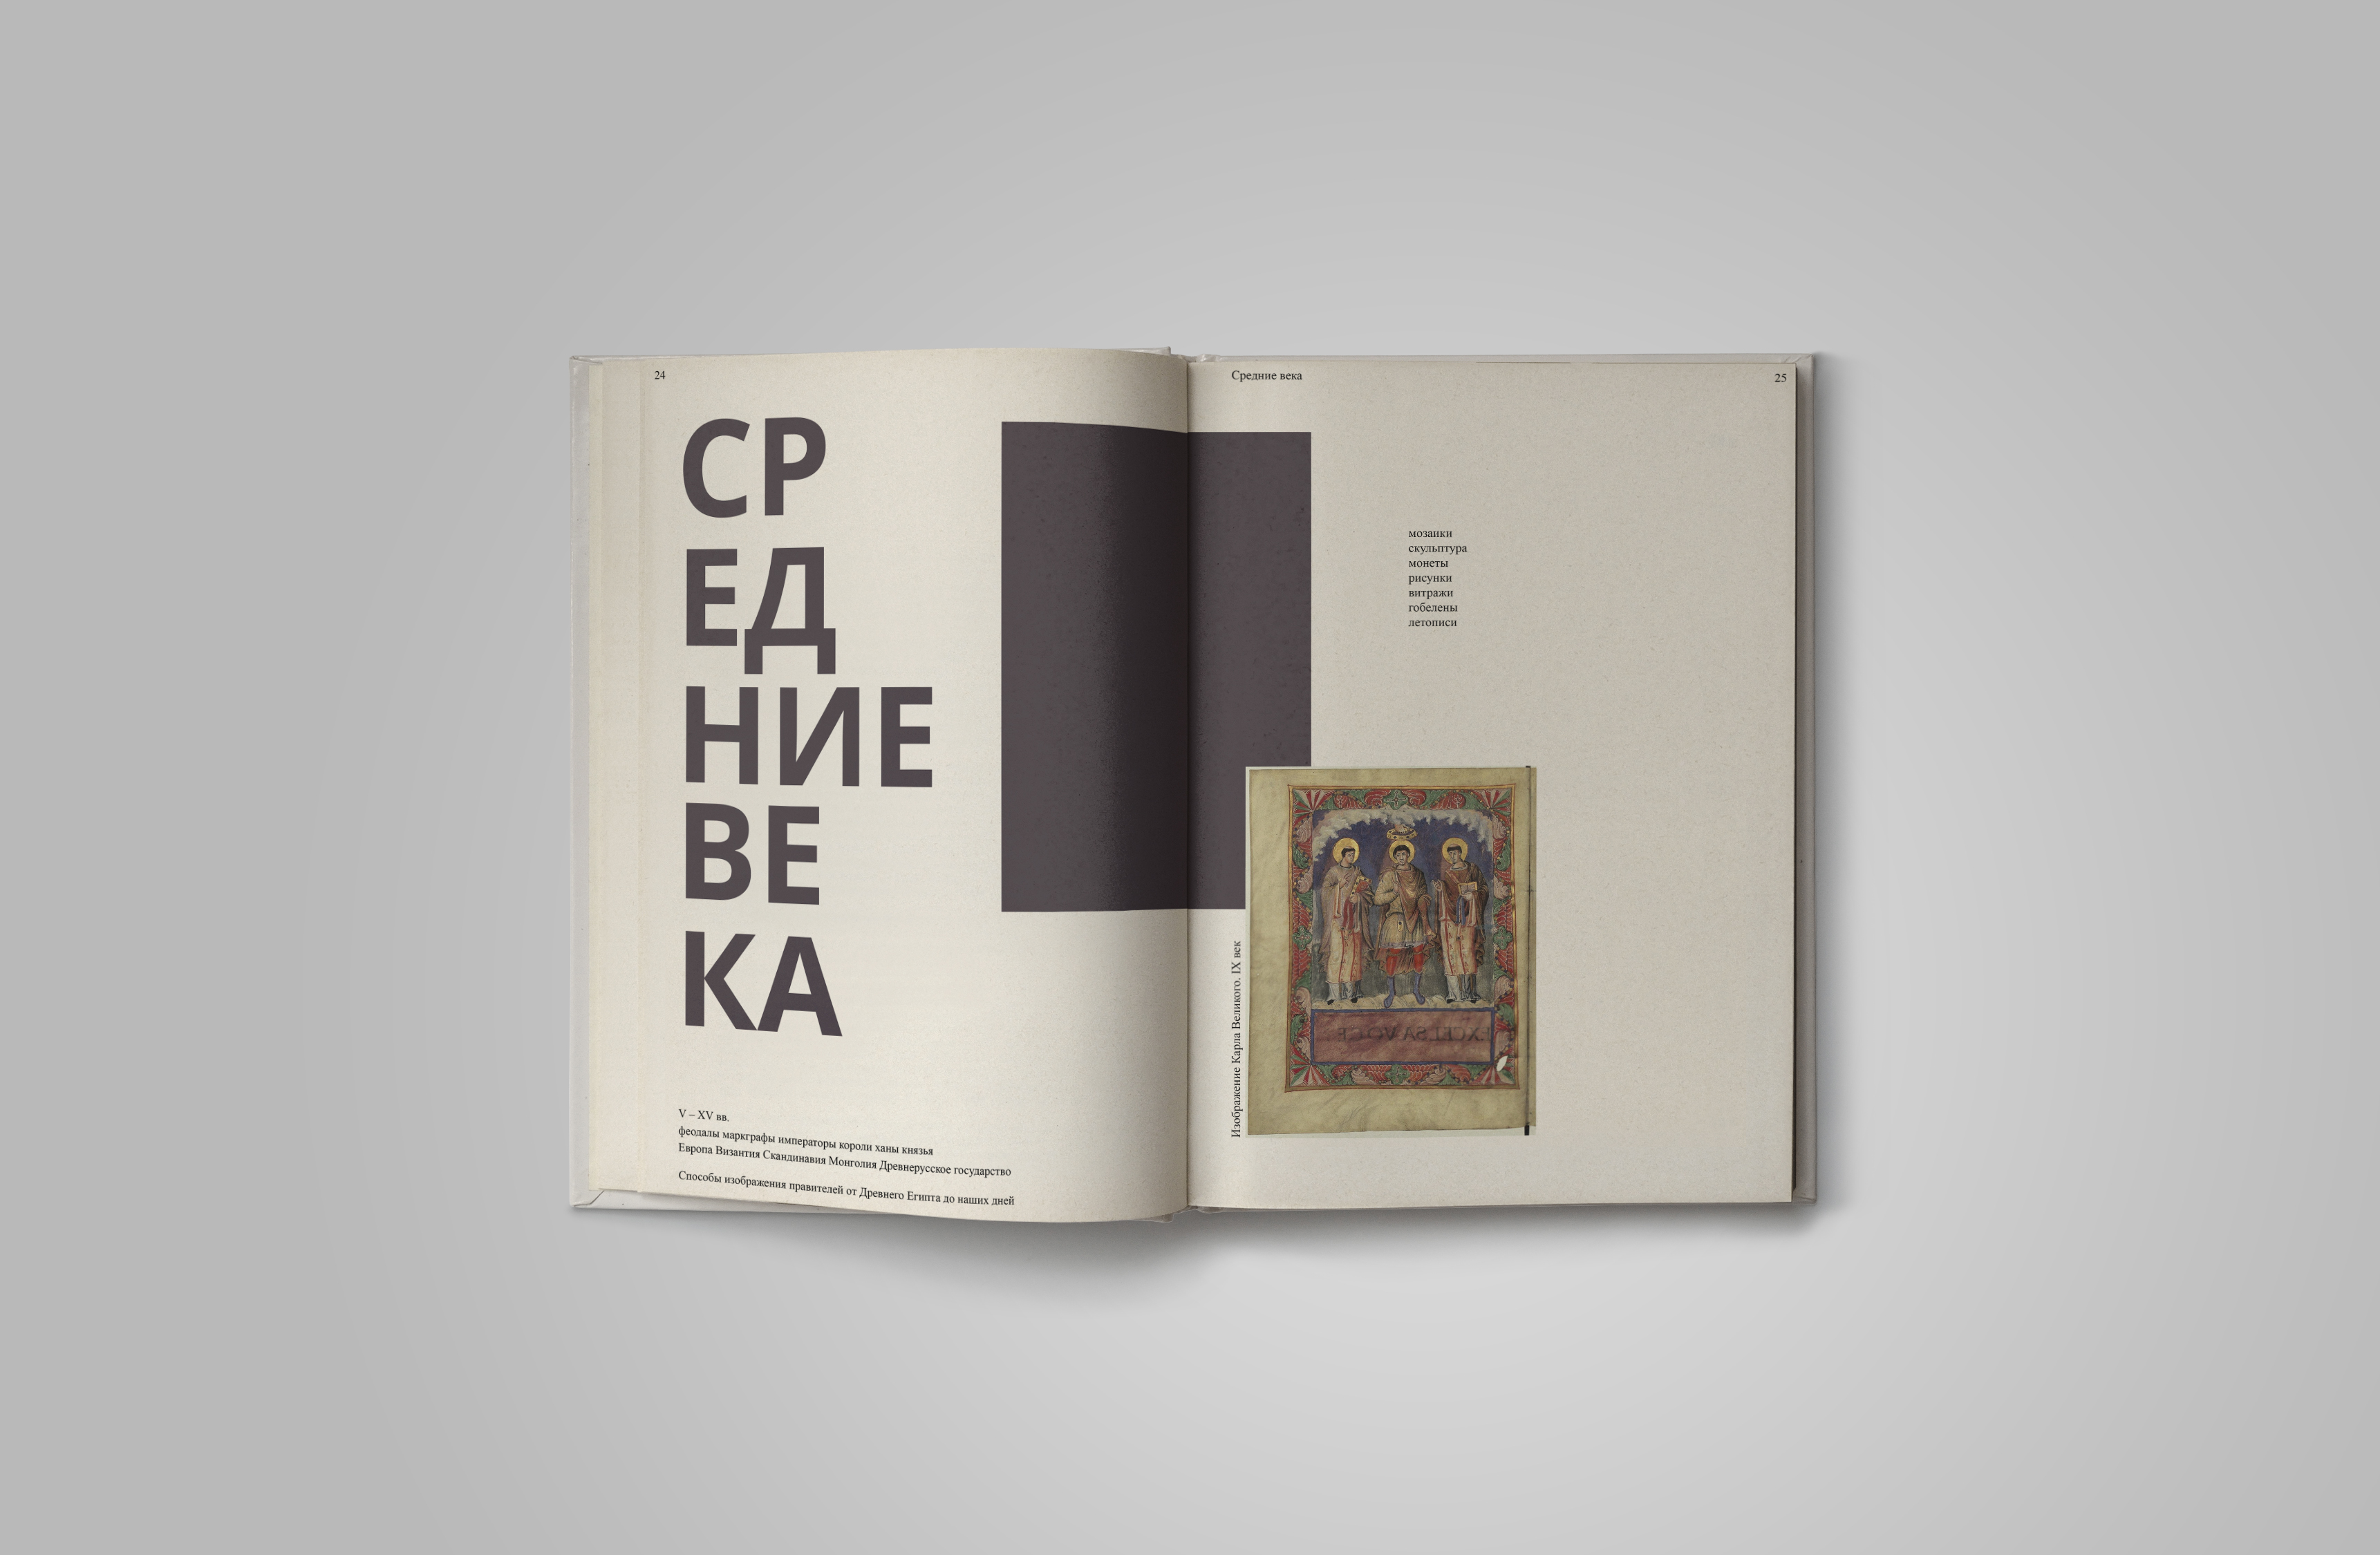 24
СР
ЕД
НИЕ
ВЕ
КА
V – XV вв.
феодалы маркграфы императоры короли ханы князья
Европа Византия Скандинавия Монголия Древнерусское государство
Способы изображения правителей от Древнего Египта до наших дней
Средние века
25
мозаики
скульптура
монеты
рисунки
витражи
гобелены
летописи
Изображение Карла Великого. IX век
EXCELSA VOCE